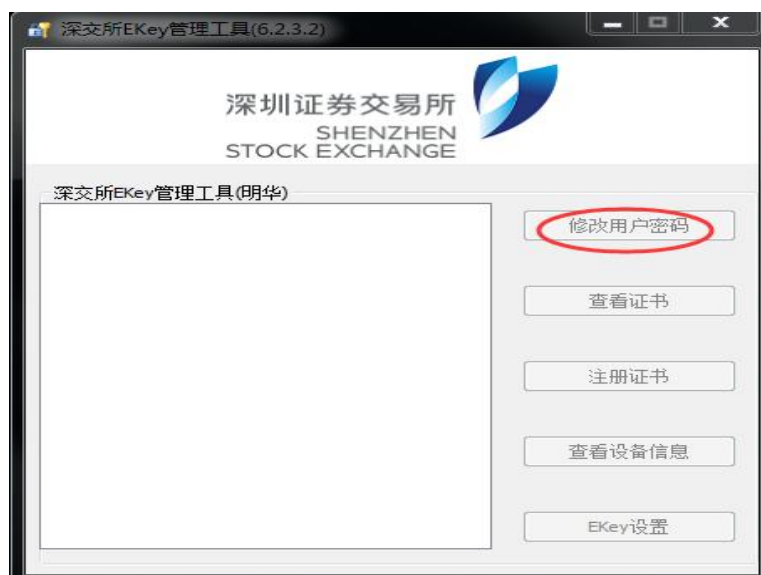 深交所EKey管理工具(6.2.3.2)
深圳证券交易所
SHENZHEN
STOCK EXCHANGE
深交所EKey管理工具(明华)
修改用户密码
查看证书
注册证书
查看设备信息
EKey设置